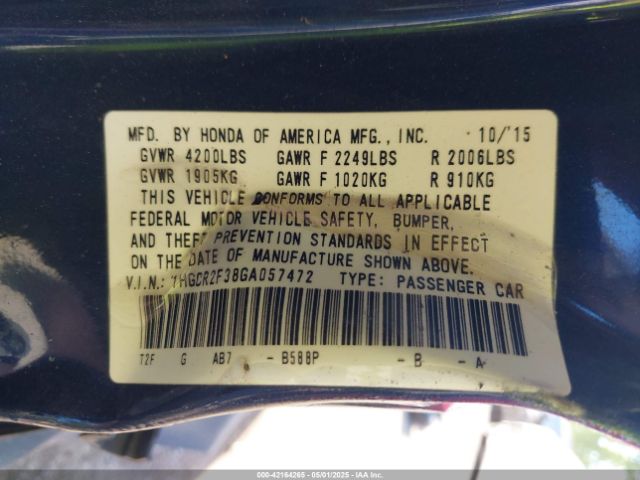 MFD. BY HONDA OF AMERICA MFG., INC. 10/'15
GVWR 4200LBS GAWR F 2249LBS R 2006LBS
GVWR 1905KG GAWR F 1020KG R 910KG
THIS VEHICLE CONFORMS TO ALL APPLICABLE
FEDERAL MOTOR VEHICLE SAFETY, BUMPER,
AND THEFT PREVENTION STANDARDS IN EFFECT
ON THE DATE OF MANUFACTURE SHOWN ABOVE.
V.I.N.: 1HGCR2F38GA057472 TYPE: PASSENGER CAR
T2F G AB7 - B588P - B - A
000-42164265 - 05/01/2025 - IAA Inc.